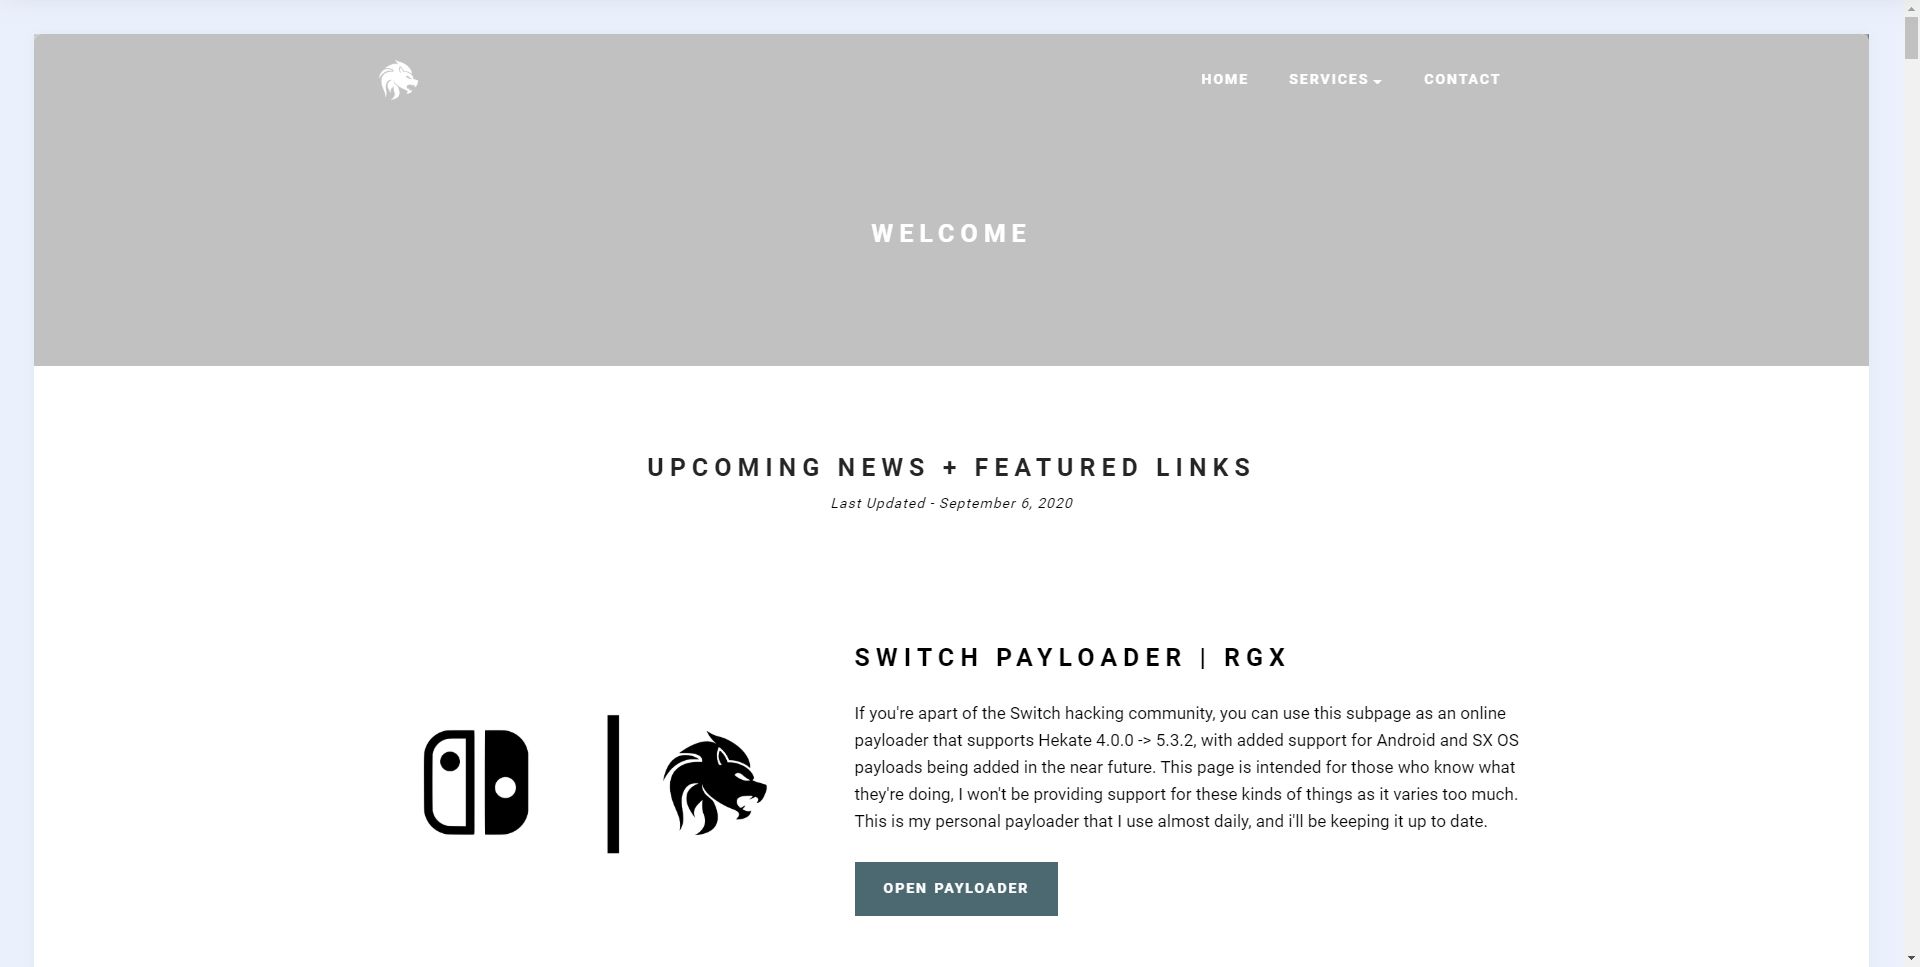 HOME SERVICES CONTACT
WELCOME
UPCOMING NEWS + FEATURED LINKS
Last Updated - September 6, 2020
SWITCH PAYLOADER | RGX
If you're apart of the Switch hacking community, you can use this subpage as an online
payloader that supports Hekate 4.0.0 -> 5.3.2, with added support for Android and SX OS
payloads being added in the near future. This page is intended for those who know what
they're doing, I won't be providing support for these kinds of things as it varies too much.
This is my personal payloader that I use almost daily, and i'll be keeping it up to date.
OPEN PAYLOADER